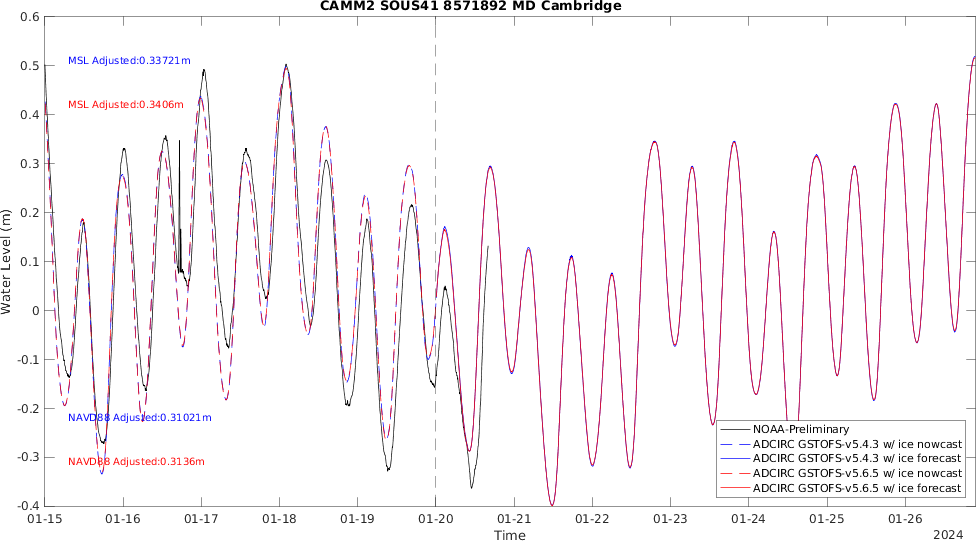 CAMM2 SOUS41 8571892 MD Cambridge
0.6
0.5
0.4
0.3
0.2
0.1
0
-0.1
-0.2
-0.3
-0.4
Water Level (m)
MSL Adjusted:0.33721m
MSL Adjusted:0.3406m
NAVD88 Adjusted:0.31021m
NAVD88 Adjusted:0.3136m
NOAA-Preliminary
ADCIRC GSTOFS-v5.4.3 w/ ice nowcast
ADCIRC GSTOFS-v5.4.3 w/ ice forecast
ADCIRC GSTOFS-v5.6.5 w/ ice nowcast
ADCIRC GSTOFS-v5.6.5 w/ ice forecast
01-15 01-16 01-17 01-18 01-19 01-20 01-21 01-22 01-23 01-24 01-25 01-26
Time
2024